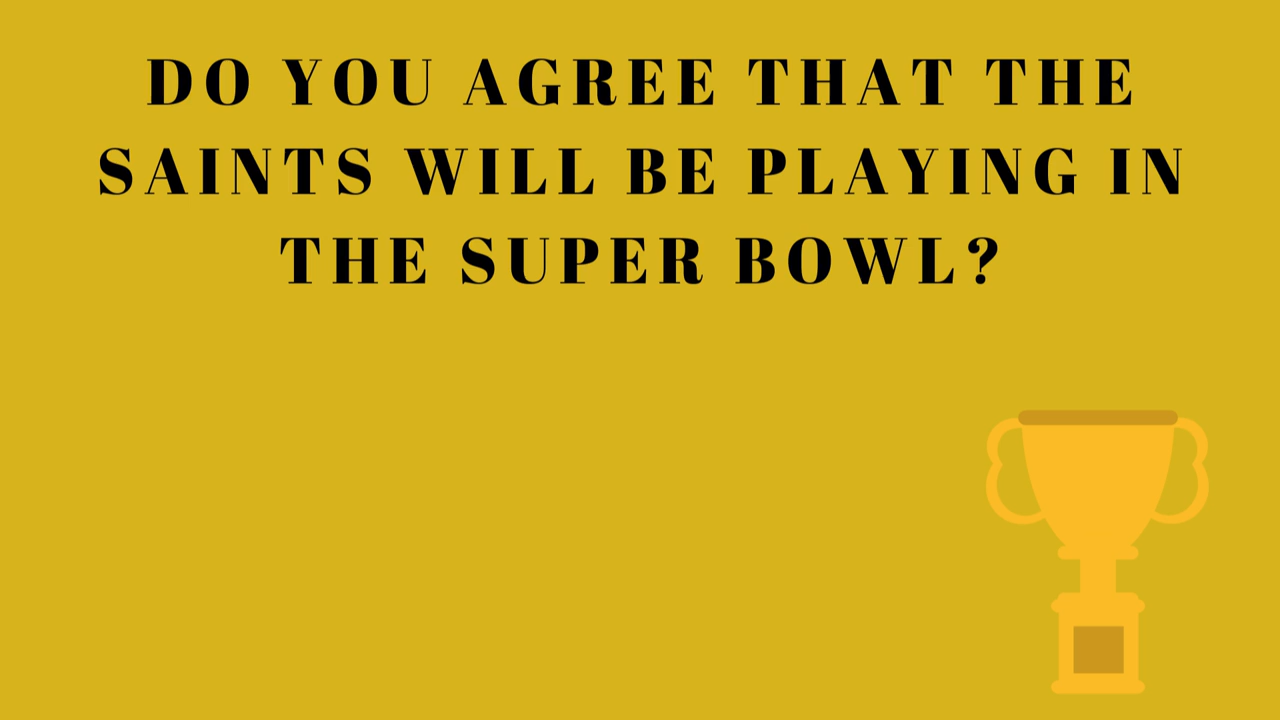 DO YOU AGREE THAT THE
SAINTS WILL BE PLAYING IN
THE SUPER BOWL?